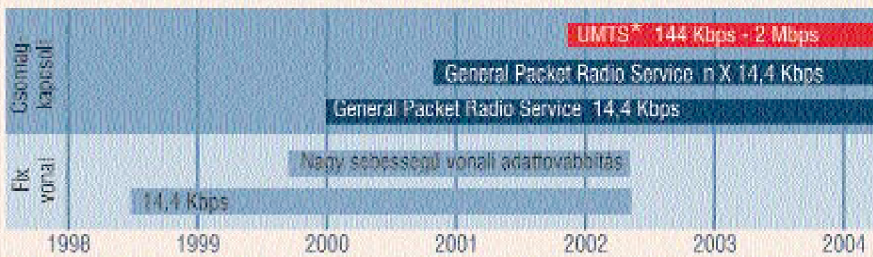 Csomag-
kapcsolt
UMTS* 144 Kbps - 2 Mbps
General Packet Radio Service n X 14,4 Kbps
General Packet Radio Service 14,4 Kbps
Fix
vonal
Nagy sebességű vonali adattovábbítás
14,4 Kbps
1998 1999 2000 2001 2002 2003 2004